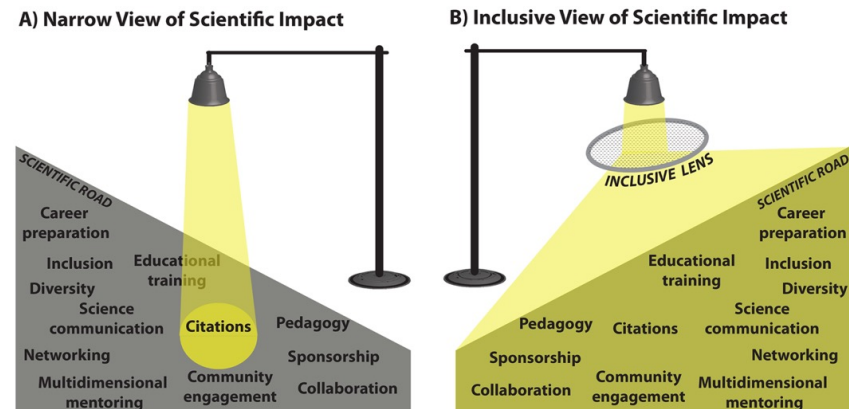 A) Narrow View of Scientific Impact
SCIENTIFIC ROAD
Career
preparation
Inclusion
Educational
training
Diversity
Science
communication
Citations
Pedagogy
Networking
Sponsorship
Multidimensional
mentoring
Community
engagement
Collaboration
B) Inclusive View of Scientific Impact
INCLUSIVE LENS
SCIENTIFIC ROAD
Career
preparation
Educational
training
Inclusion
Diversity
Pedagogy
Citations
Science
communication
Sponsorship
Networking
Collaboration
Community
engagement
Multidimensional
mentoring